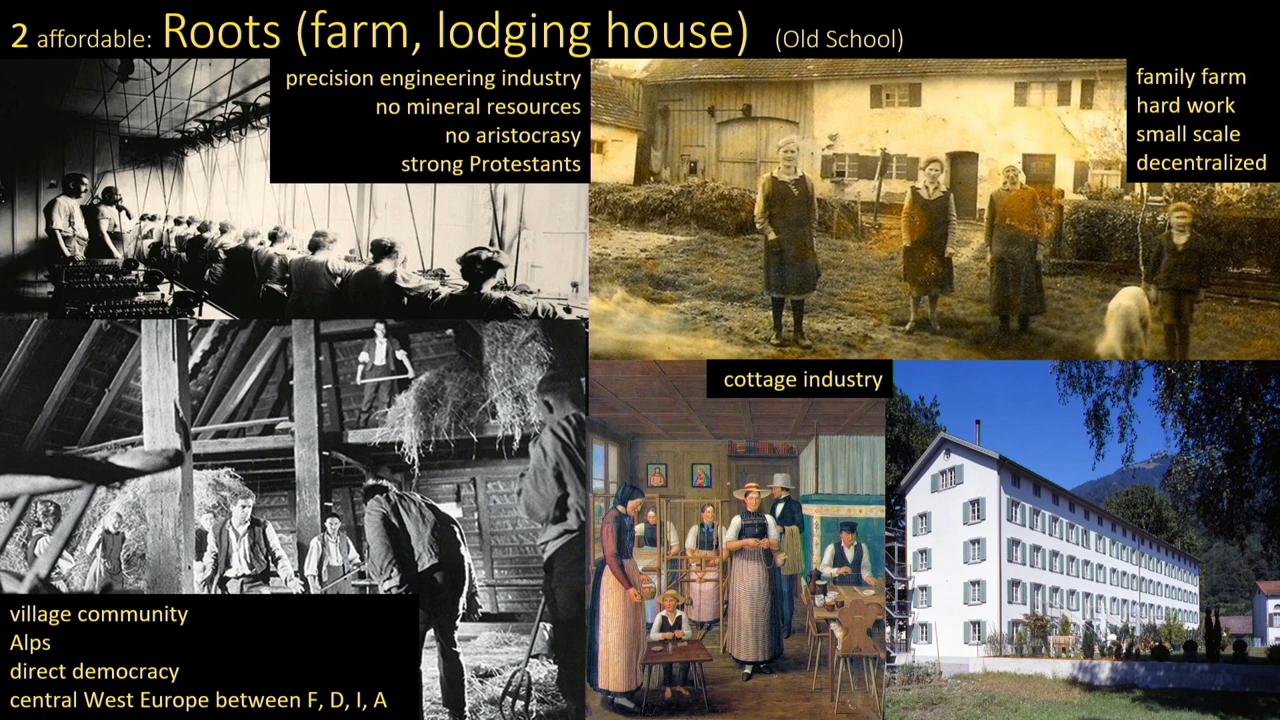 2 affordable: Roots (farm, lodging house) (Old School)
precision engineering industry
no mineral resources
no aristocrasy
strong Protestants
family farm
hard work
small scale
decentralized
cottage industry
village community
Alps
direct democracy
central West Europe between F, D, I, A